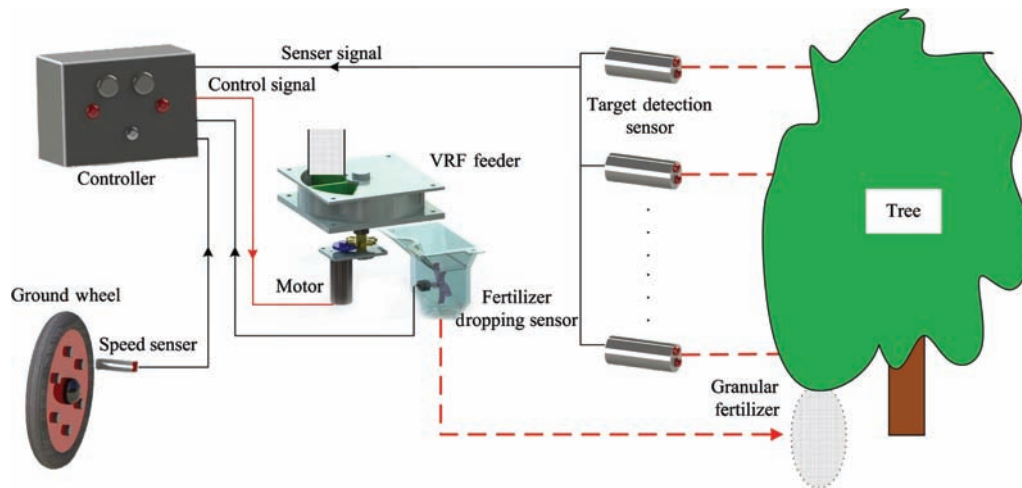 Senser signal
Control signal
Controller
VRF feeder
Target detection
sensor
Tree
Motor
Ground wheel
Speed senser
Fertilizer
dropping sensor
Granular
fertilizer